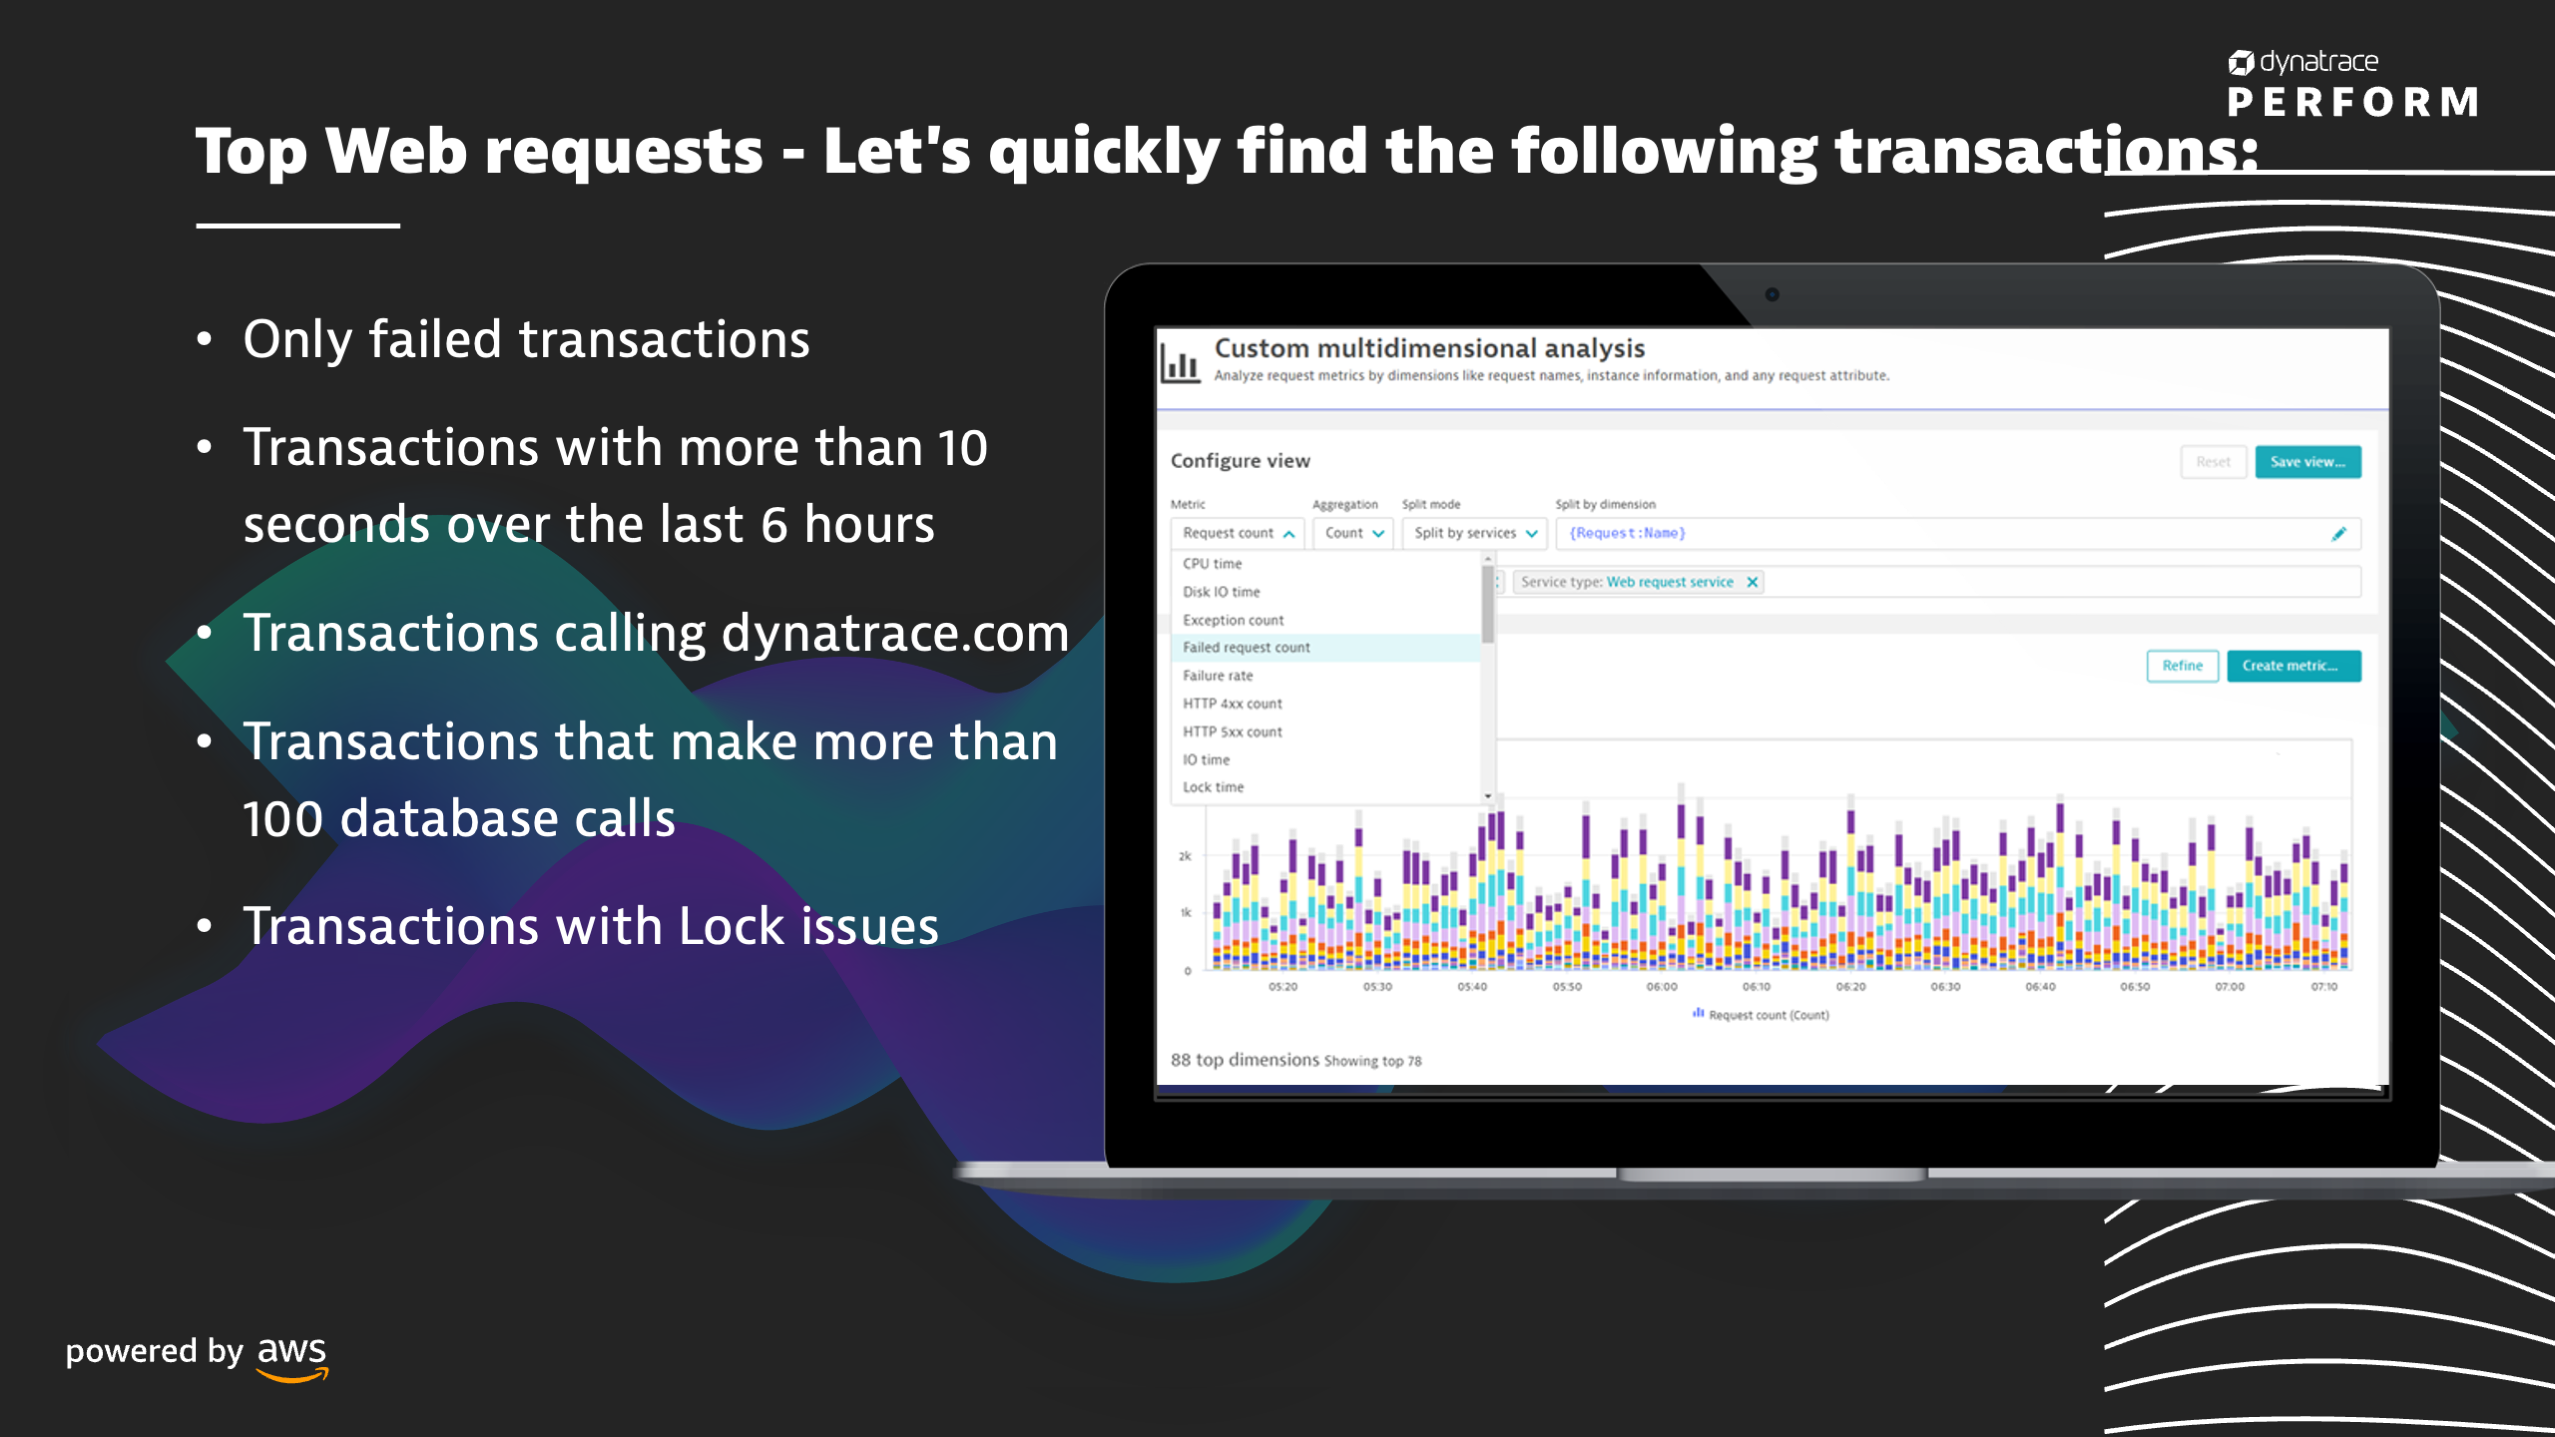 dynatrace
PERFORM
Top Web requests - Let's quickly find the following transactions:
• Only failed transactions
• Transactions with more than 10
seconds over the last 6 hours
• Transactions calling dynatrace.com
• Transactions that make more than
100 database calls
• Transactions with Lock issues
Custom multidimensional analysis
Analyze request metrics by dimensions like request names, instance information, and any request attribute.
Configure view
Reset
Save view...
Metric
Aggregation
Split mode
Split by dimension
Request count
Count
Split by services
{Request:Name}
CPU time
Disk IO time
Exception count
Failed request count
Failure rate
HTTP 4xx count
HTTP 5xx count
IO time
Lock time
Service type: Web request service
Refine
Create metric...
2k
1k
0
05:20 05:30 05:40 05:50 06:00 06:10 06:20 06:30 06:40 06:50 07:00 07:10
Request count (Count)
88 top dimensions Showing top 78
powered by aws